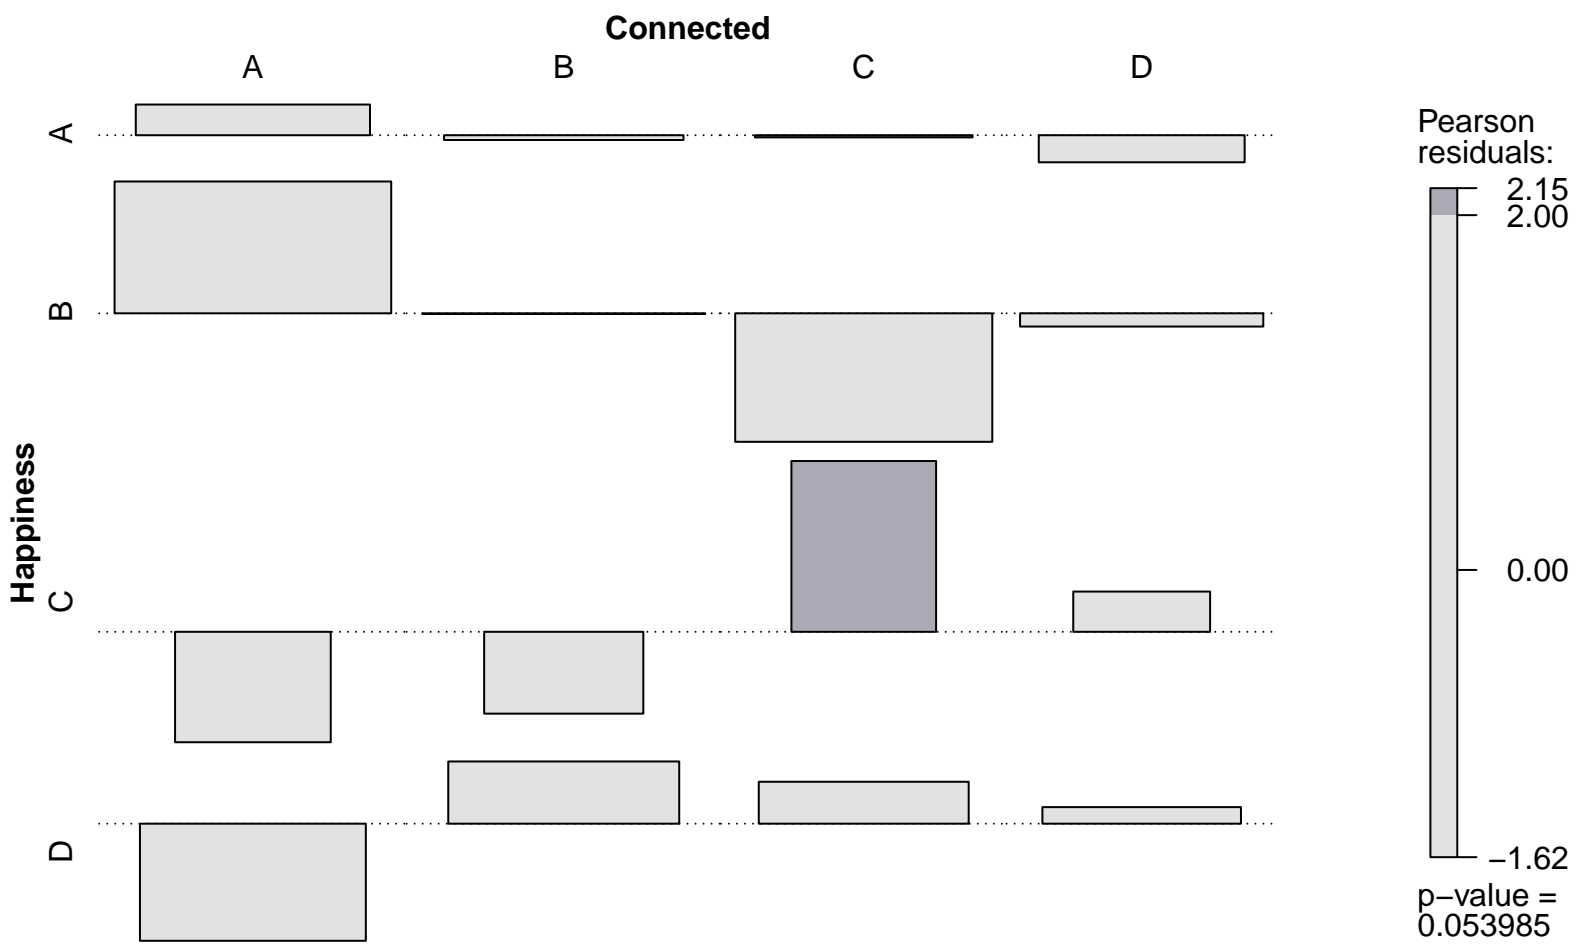 Connected
A B C D
A
B
C
D
Happiness
Pearson
residuals:
2.15
2.00
0.00
−1.62
p−value =
0.053985